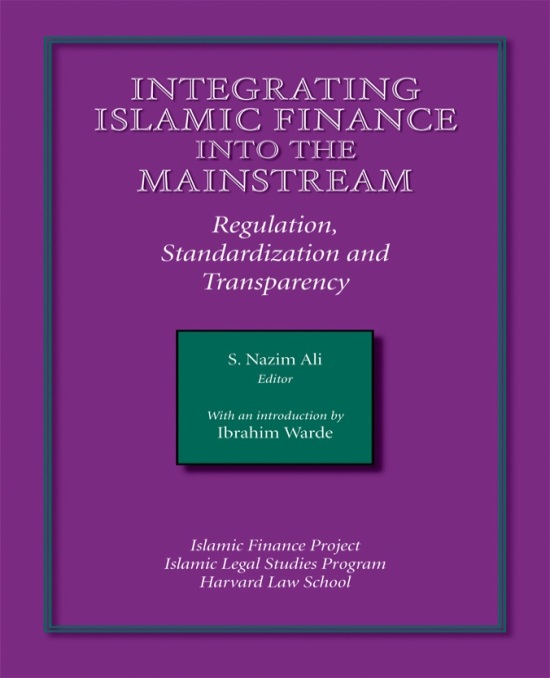 INTEGRATING
ISLAMIC FINANCE
INTO THE
MAINSTREAM
Regulation,
Standardization and
Transparency
S. Nazim Ali
Editor
With an introduction by
Ibrahim Warde
Islamic Finance Project
Islamic Legal Studies Program
Harvard Law School